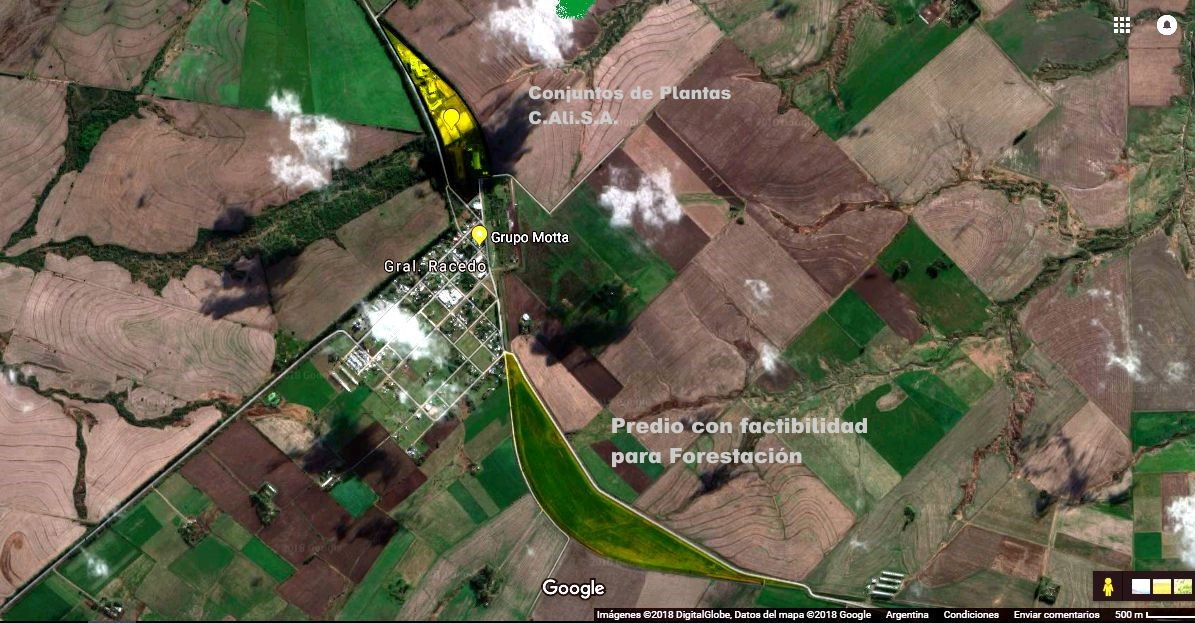 Conjuntos de Plantas
C.Ali.S.A.
Grupo Motta
Gral. Racedo
Predio con factibilidad
para Forestación
Google
Imágenes ©2018 DigitalGlobe, Datos del mapa ©2018 Google Argentina Condiciones Enviar comentarios 500 m